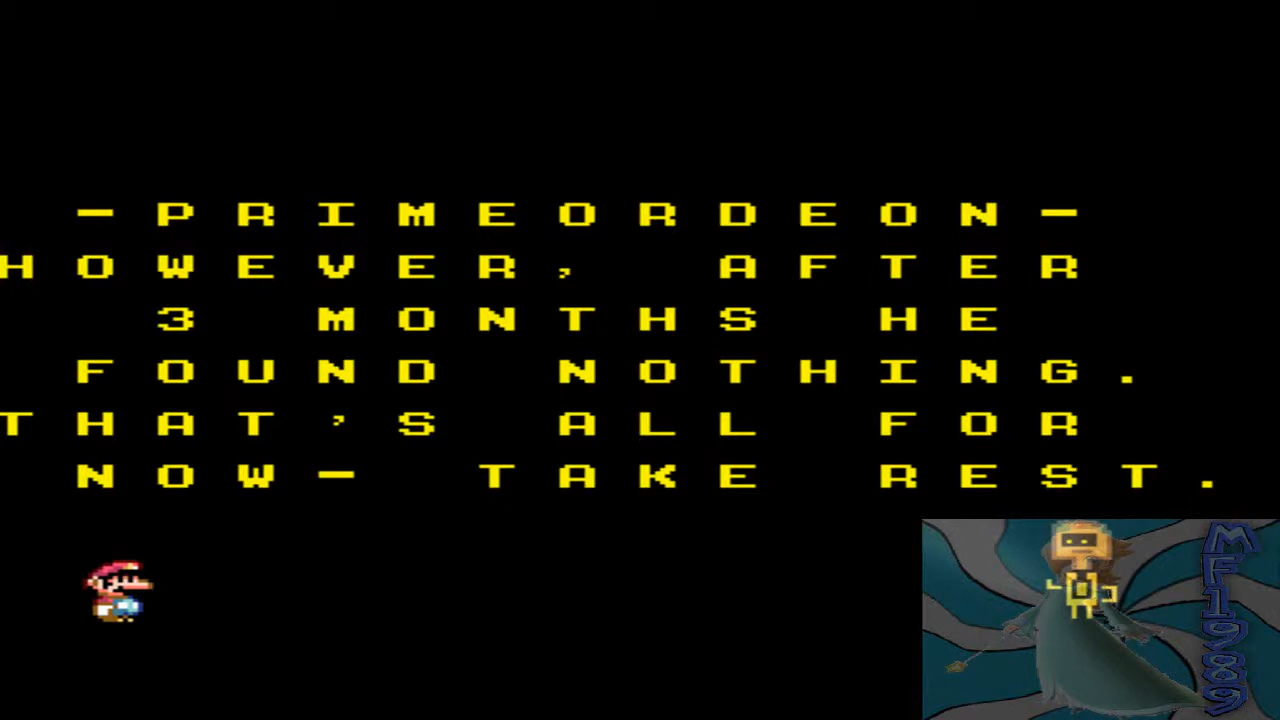 -PRIMEORDEON-
HOWEVER, AFTER
3 MONTHS HE
FOUND NOTHING.
THAT'S ALL FOR
NOW- TAKE REST.
MF1989